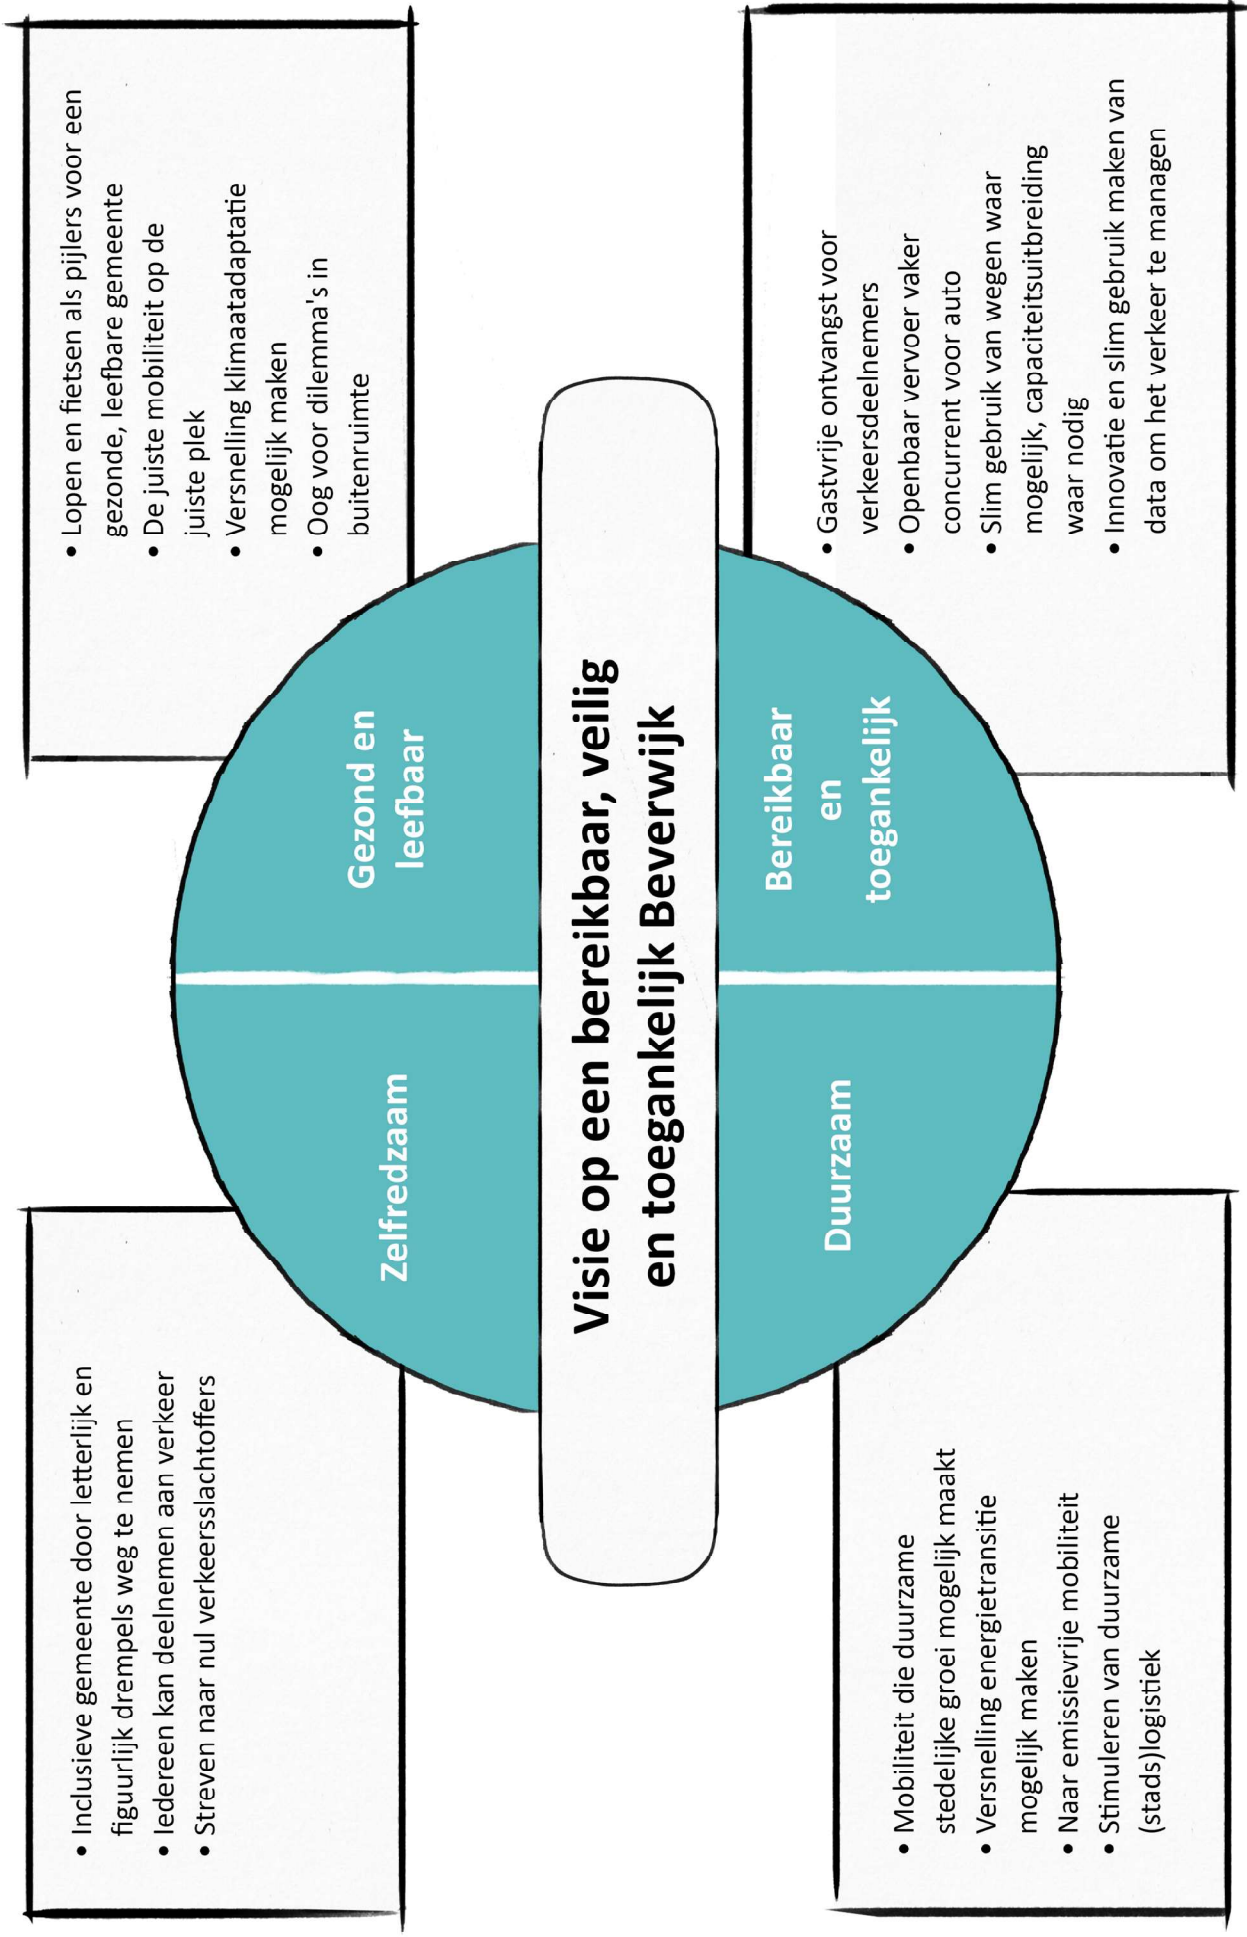 • Inclusieve gemeente door letterlijk en
figuurlijk drempels weg te nemen
• Iedereen kan deelnemen aan verkeer
• Streven naar nul verkeersslachtoffers
• Lopen en fietsen als pijlers voor een
gezonde, leefbare gemeente
• De juiste mobiliteit op de
juiste plek
• Versnelling klimaatadaptatie
mogelijk maken
• Oog voor dilemma's in
buitenruimte
Zelfredzaam
Gezond en
leefbaar
Visie op een bereikbaar, veilig
en toegankelijk Beverwijk
Duurzaam
Bereikbaar
en
toegankelijk
• Mobiliteit die duurzame
stedelijke groei mogelijk maakt
• Versnelling energietransitie
mogelijk maken
• Naar emissievrije mobiliteit
• Stimuleren van duurzame
(stads)logistiek
• Gastvrije ontvangst voor
verkeersdeelnemers
• Openbaar vervoer vaker
concurrent voor auto
• Slim gebruik van wegen waar
mogelijk, capaciteitsuitbreiding
waar nodig
• Innovatie en slim gebruik maken van
data om het verkeer te managen